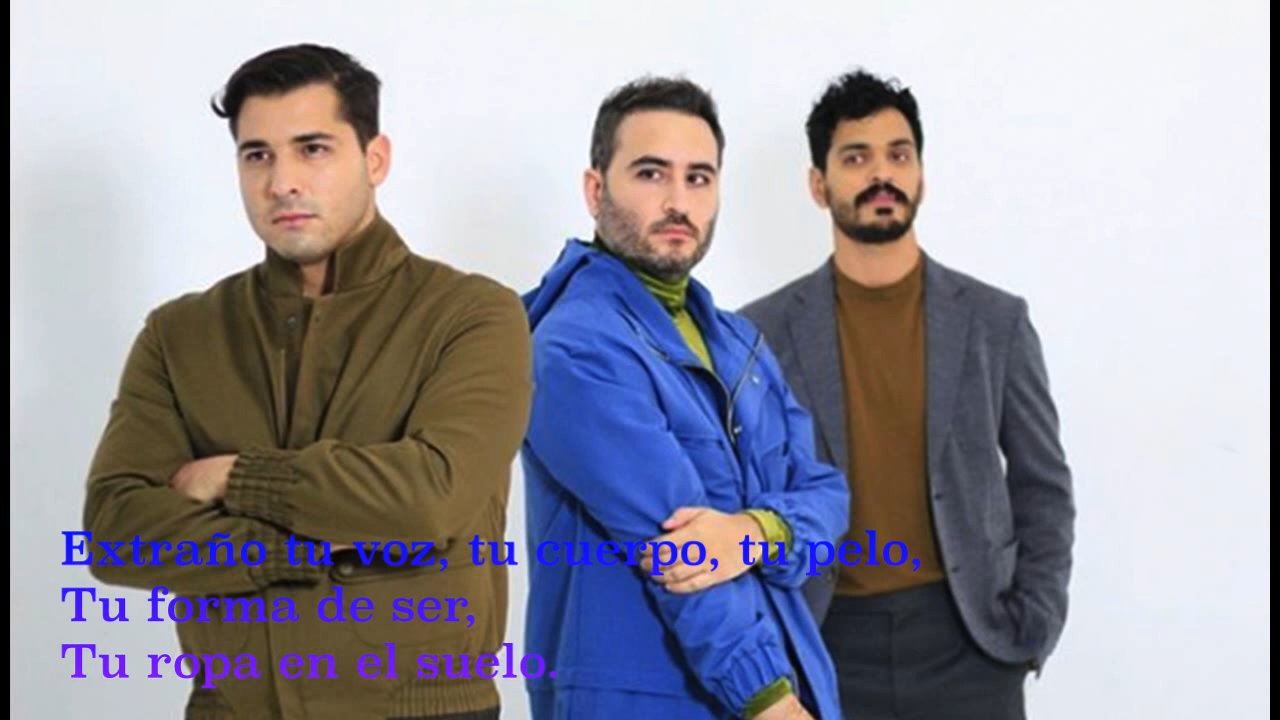 Extraño tu voz, tu cuerpo, tu pelo,
Tu forma de ser,
Tu ropa en el suelo.